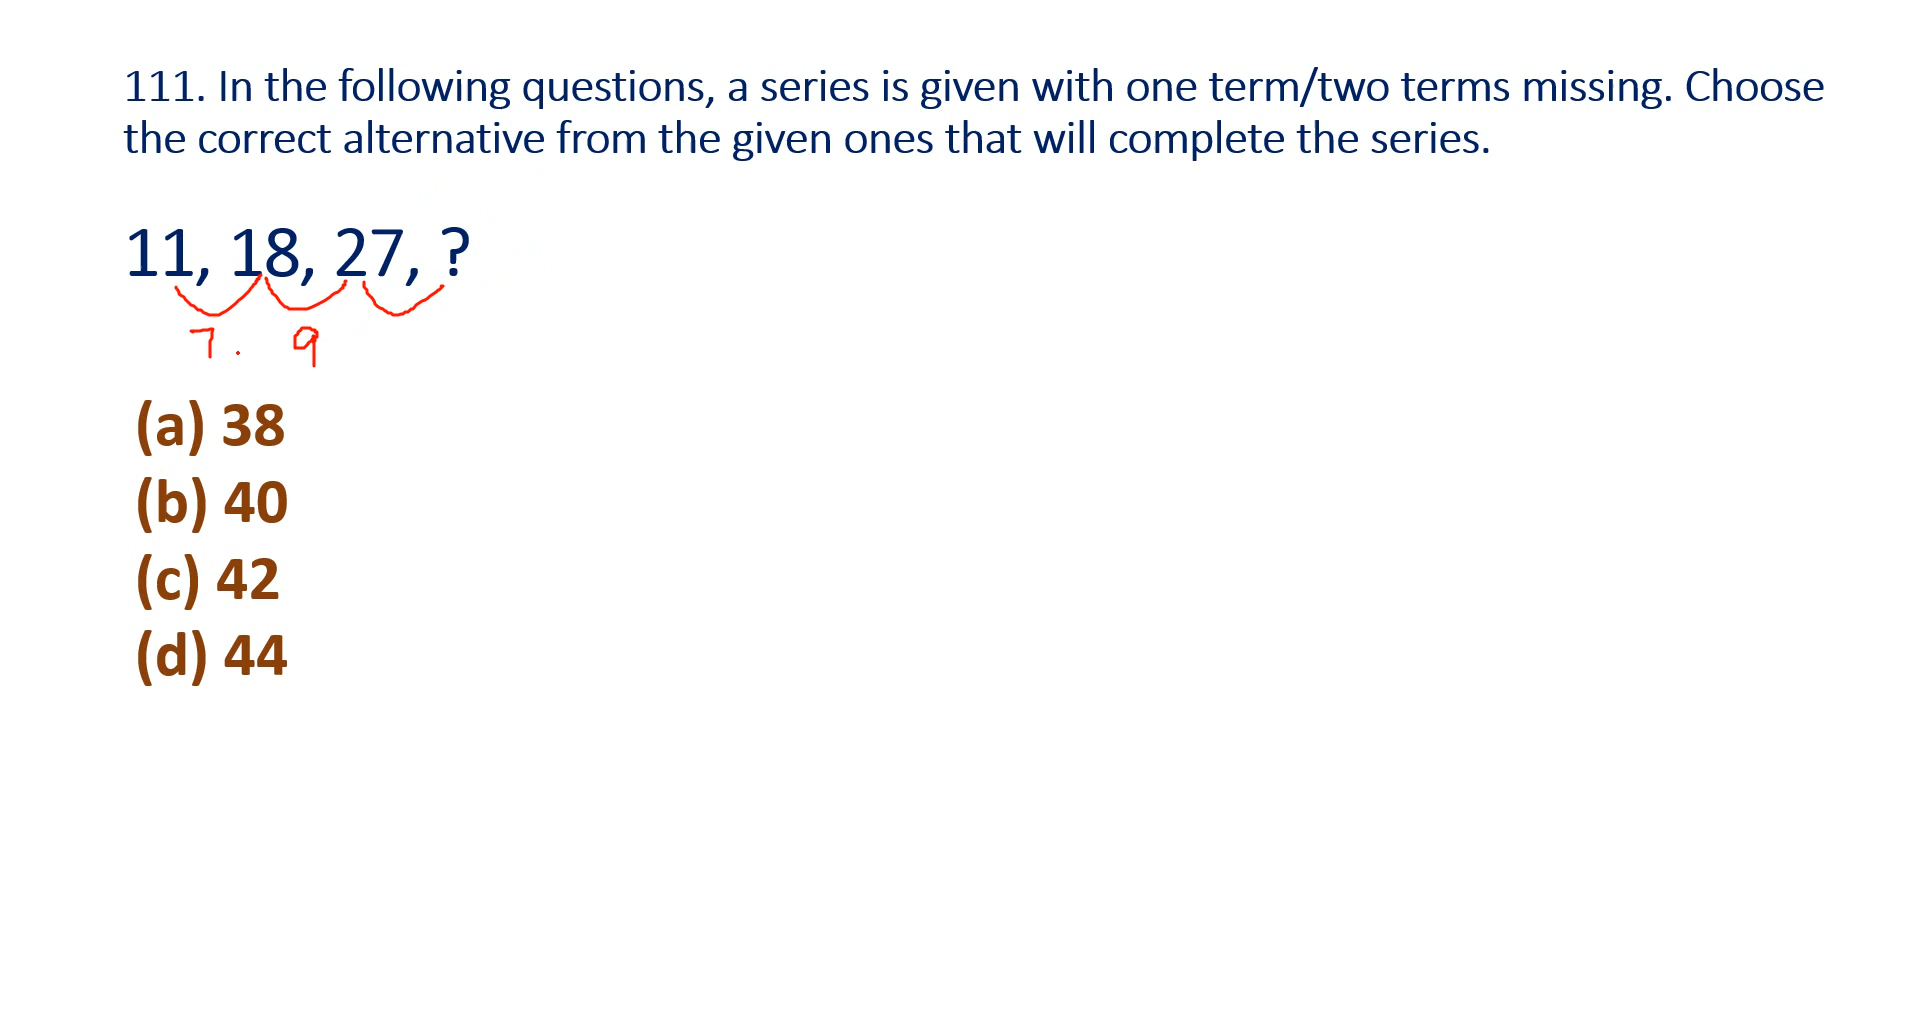 111. In the following questions, a series is given with one term/two terms missing. Choose
the correct alternative from the given ones that will complete the series.
11, 18, 27, ?
7. 9
(a) 38
(b) 40
(c) 42
(d) 44